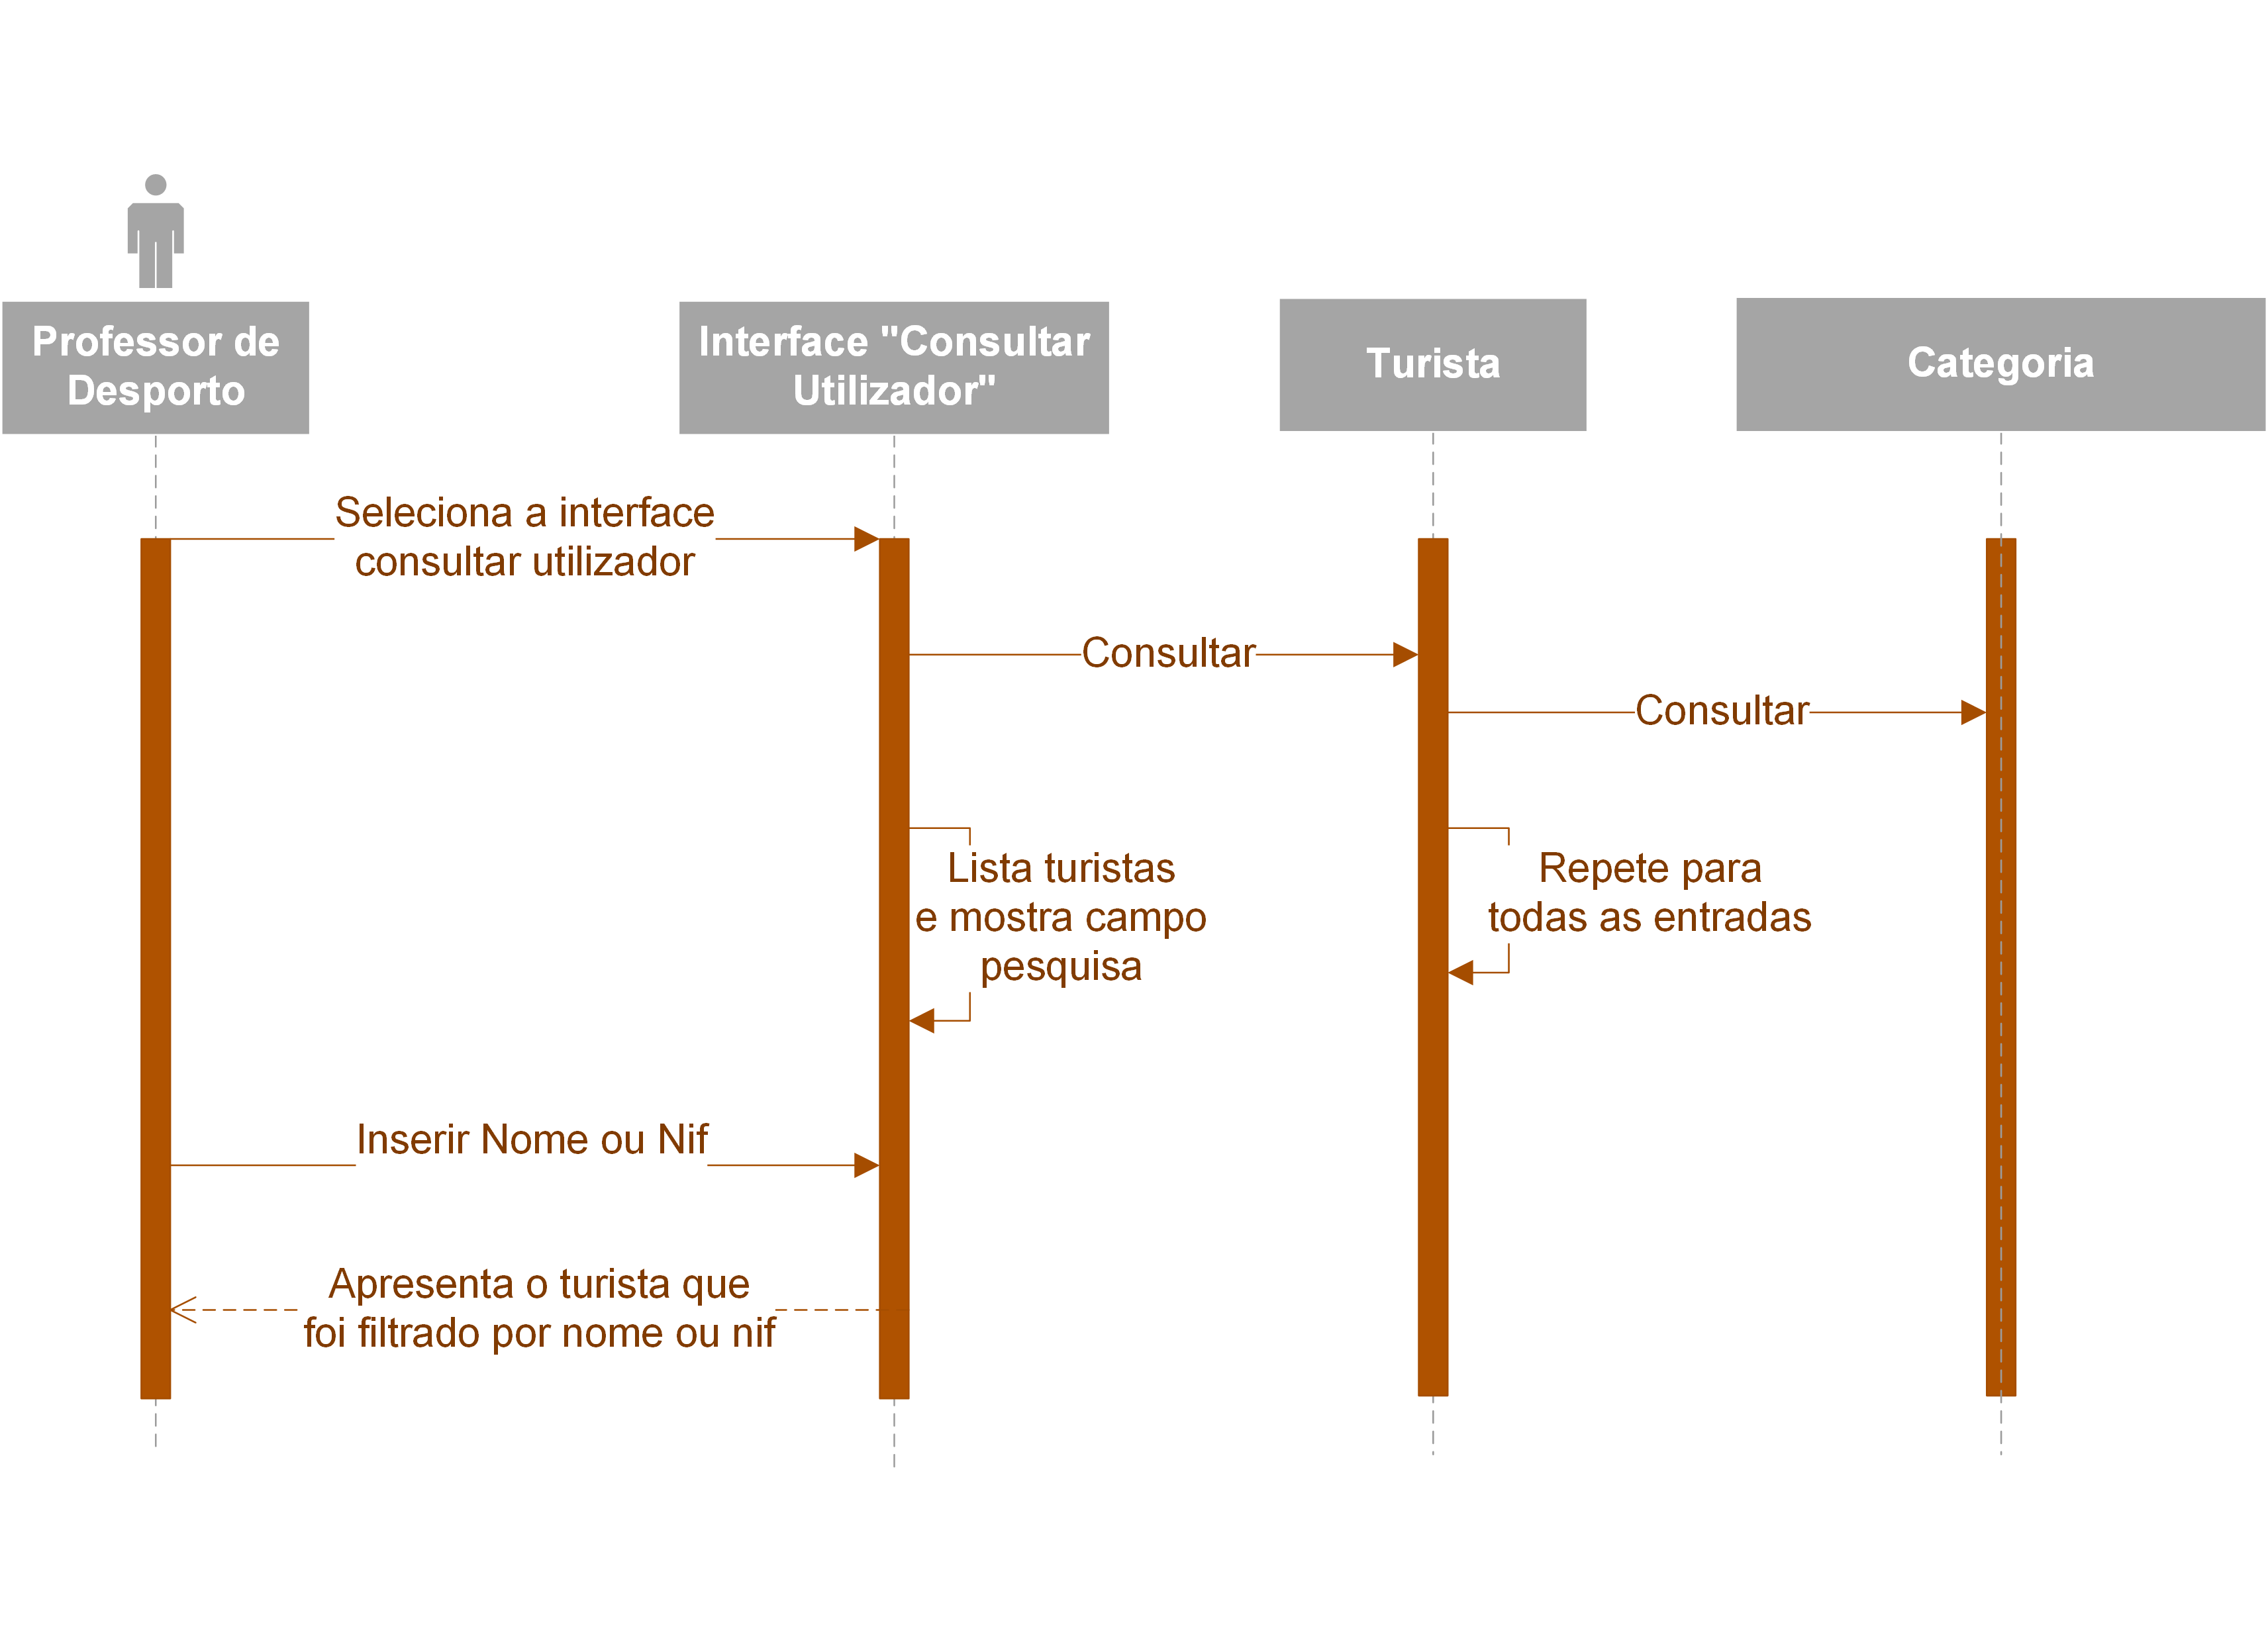 Professor de
Desporto
Interface "Consultar
Utilizador"
Turista
Categoria
Seleciona a interface
consultar utilizador
Consultar
Consultar
Lista turistas
e mostra campo
pesquisa
Repete para
todas as entradas
Inserir Nome ou Nif
Apresenta o turista que
foi filtrado por nome ou nif